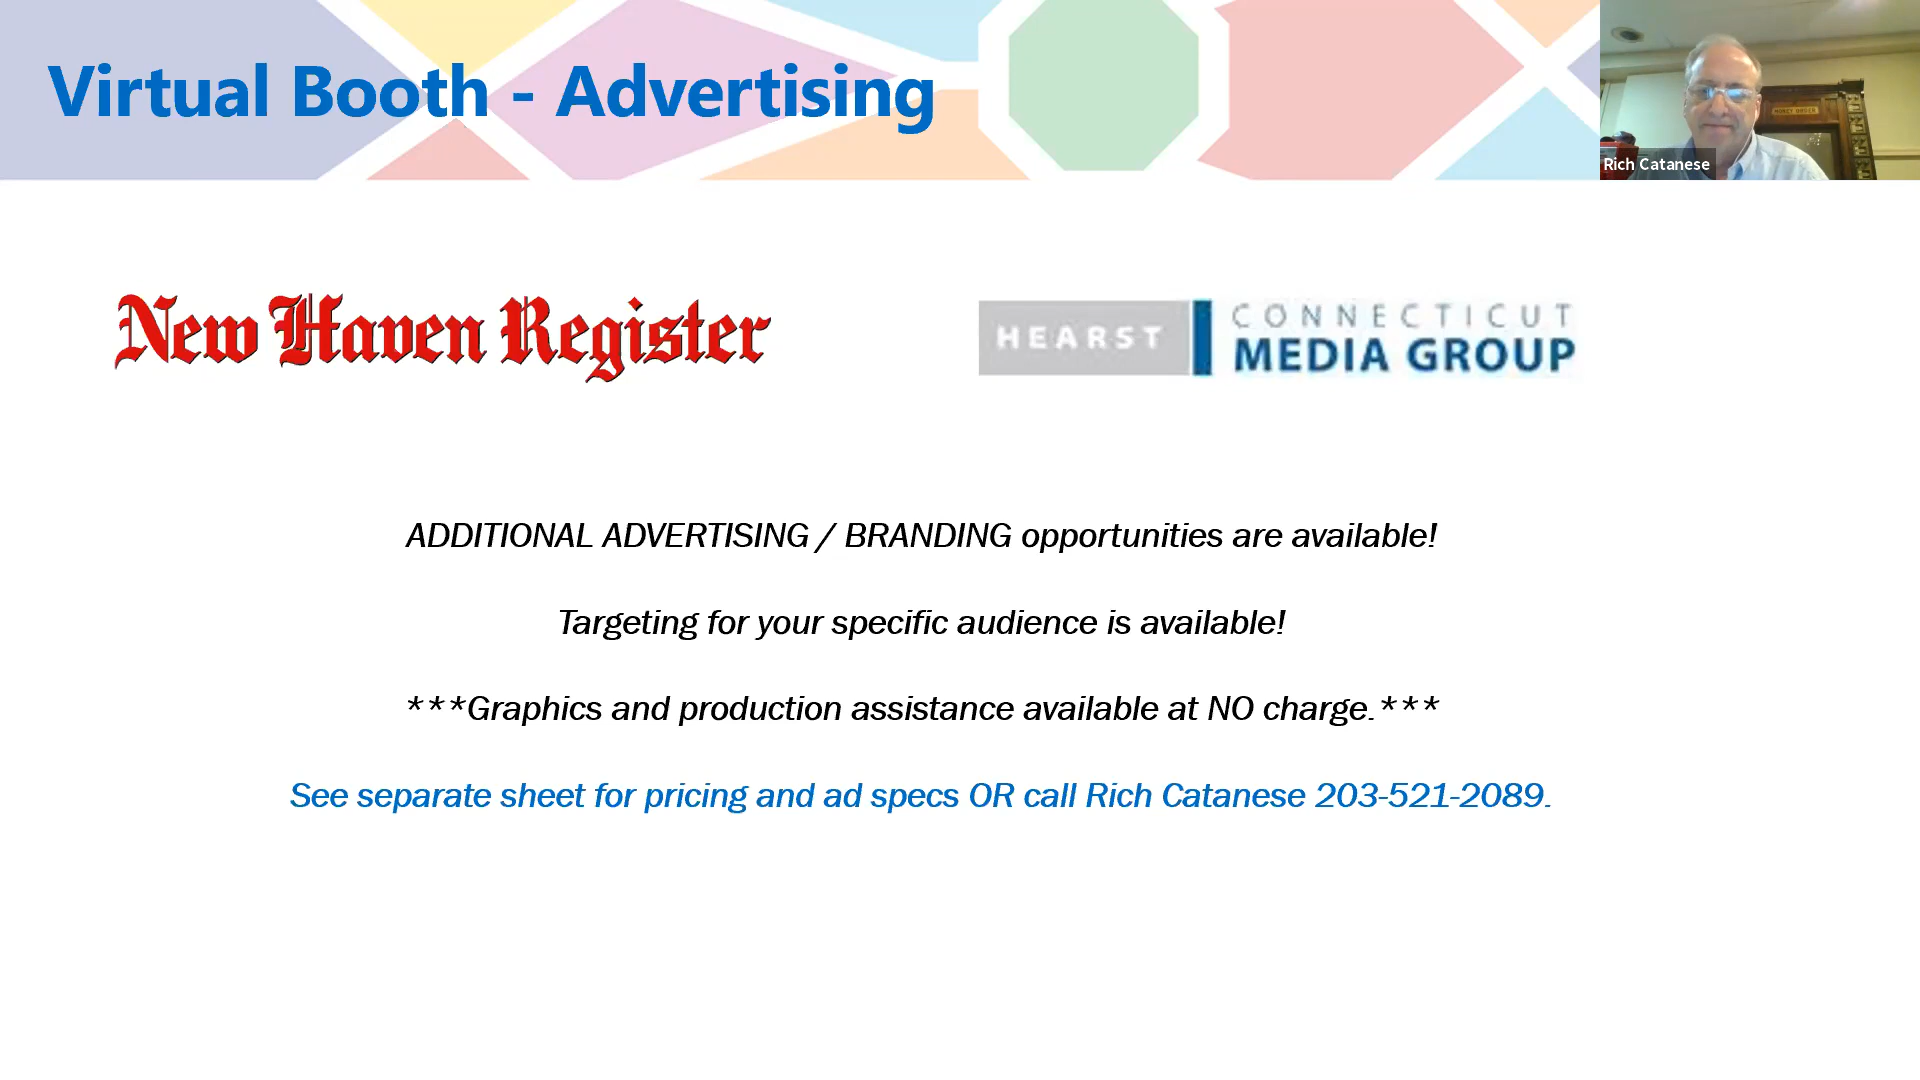 Virtual Booth - Advertising
MONEY ORDER
Rich Catanese
New Haven Register
HEARST
CONNECTICUT
MEDIA GROUP
ADDITIONAL ADVERTISING / BRANDING opportunities are available!
Targeting for your specific audience is available!
***Graphics and production assistance available at NO charge.***
See separate sheet for pricing and ad specs OR call Rich Catanese 203-521-2089.